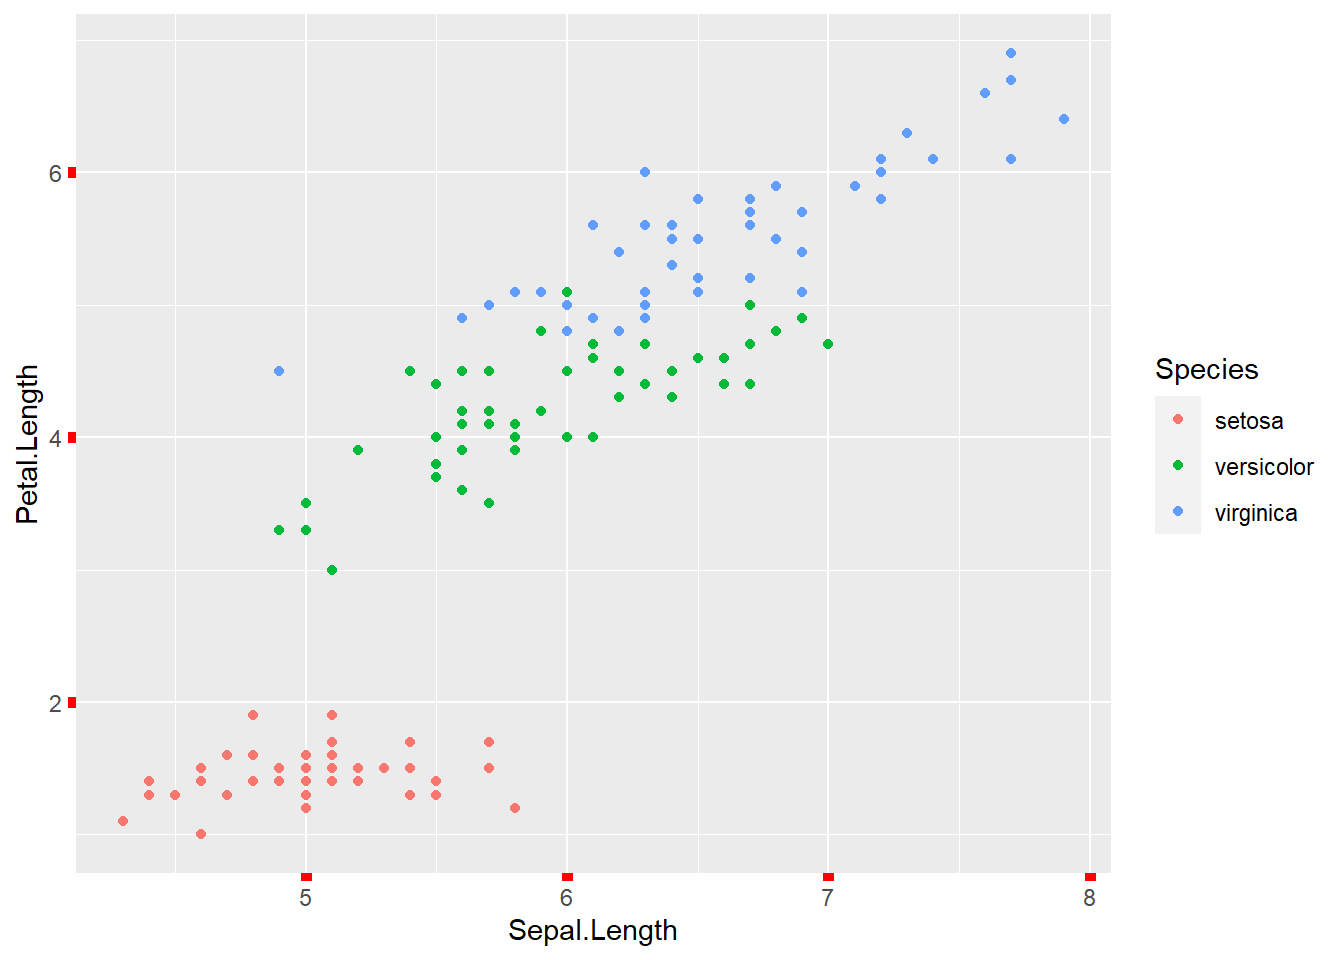 6
4
2
Petal.Length
5 6 7 8
Sepal.Length
Species
setosa
versicolor
virginica